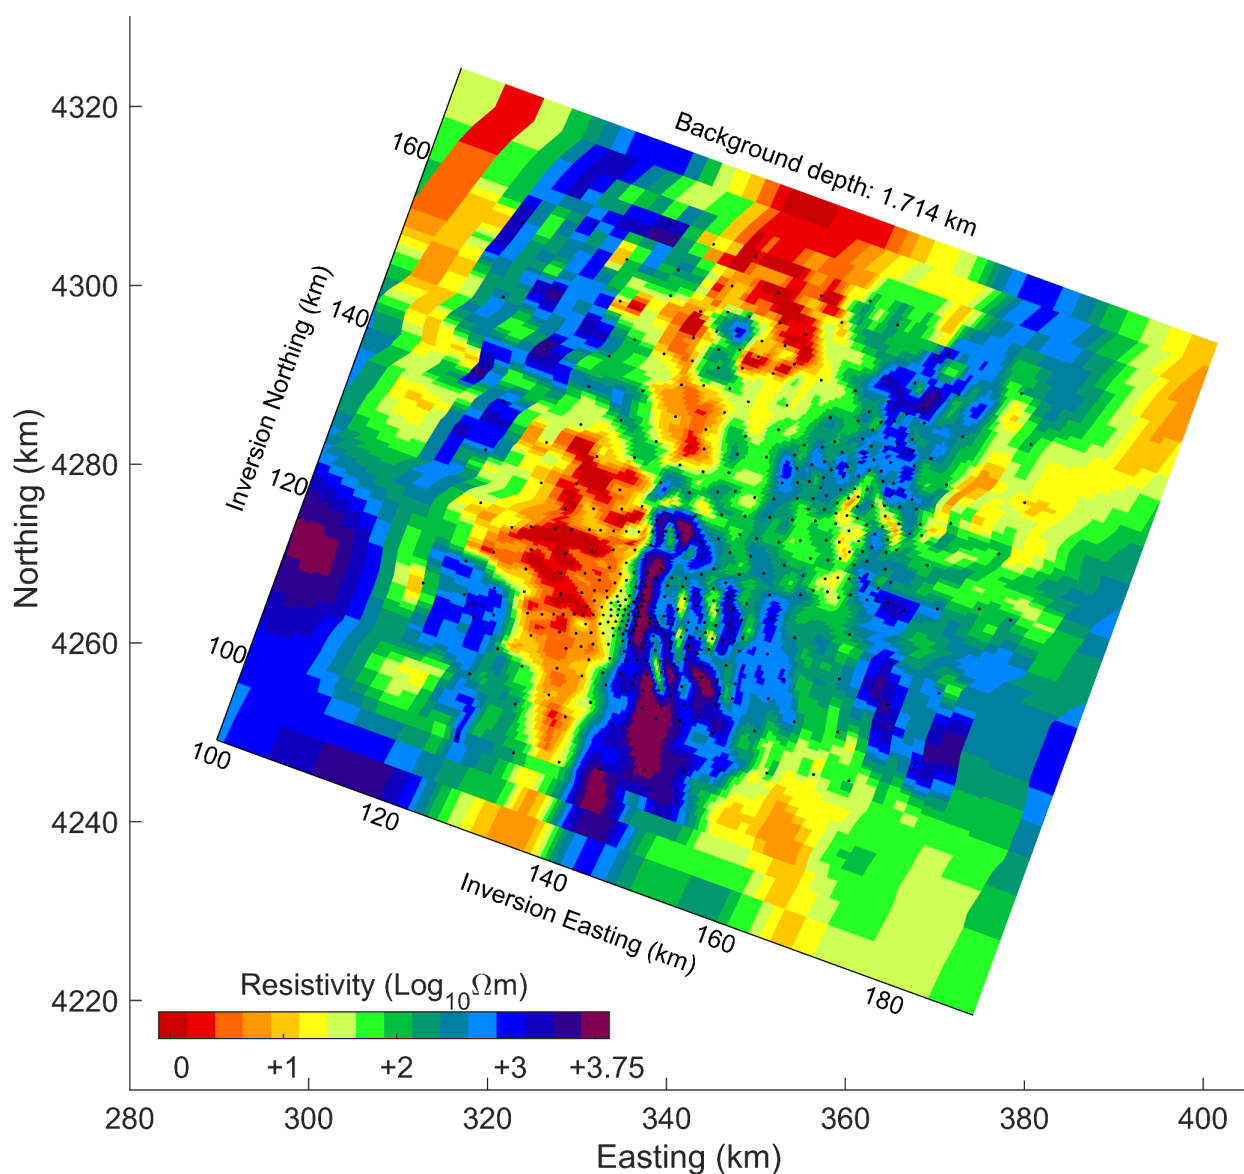 4320
4300
4280
4260
4240
4220
Northing (km)
160
140
120
100
Inversion Northing (km)
Background depth: 1.714 km
100
120
140
160
180
Inversion Easting (km)
Resistivity (Log₁₀Ωm)
0 +1 +2 +3 +3.75
280 300 320 340 360 380 400
Easting (km)